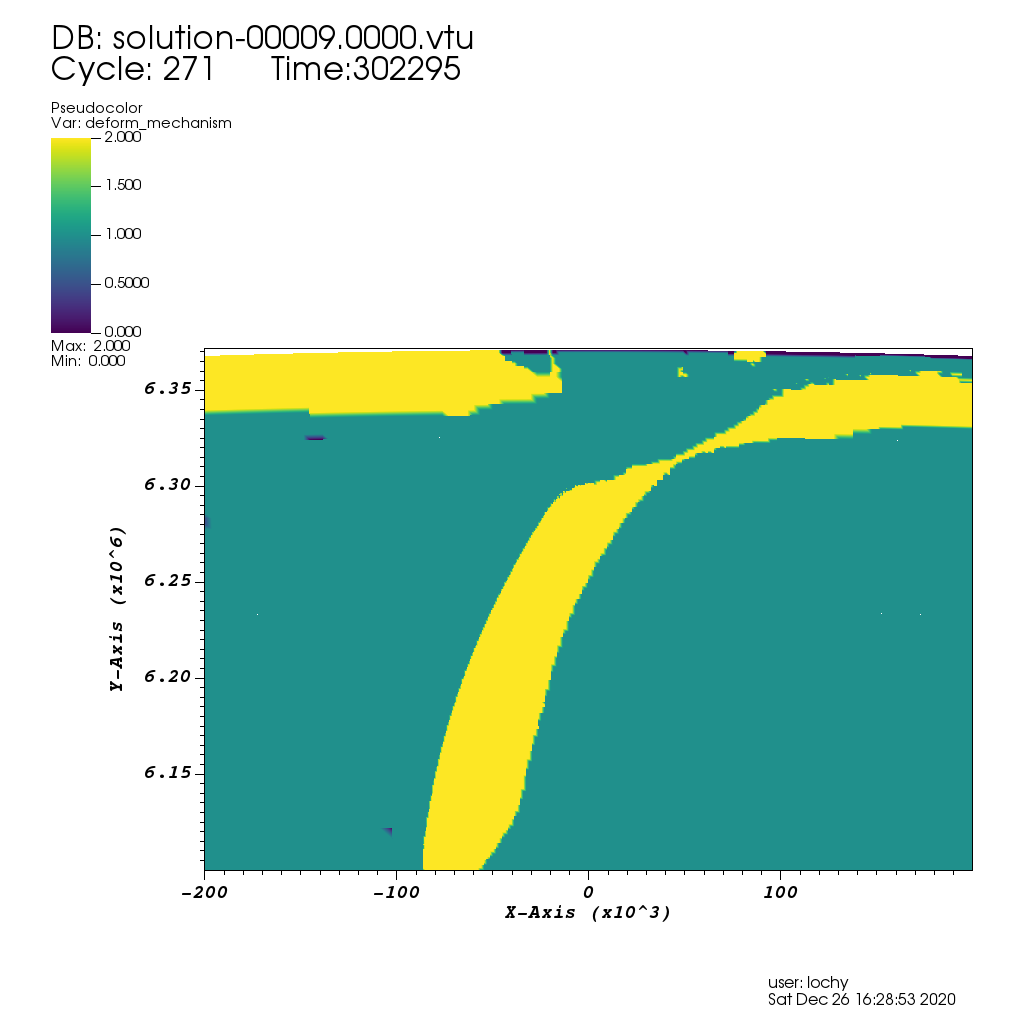 DB: solution-00009.0000.vtu
Cycle: 271 Time:302295
Pseudocolor
Var: deform_mechanism
2.000
1.500
1.000
0.5000
0.000
Max: 2.000
Min: 0.000
6.35
6.30
6.25
6.20
6.15
Y-Axis (x10^6)
-200 -100 0 100
X-Axis (x10^3)
user: lochy
Sat Dec 26 16:28:53 2020